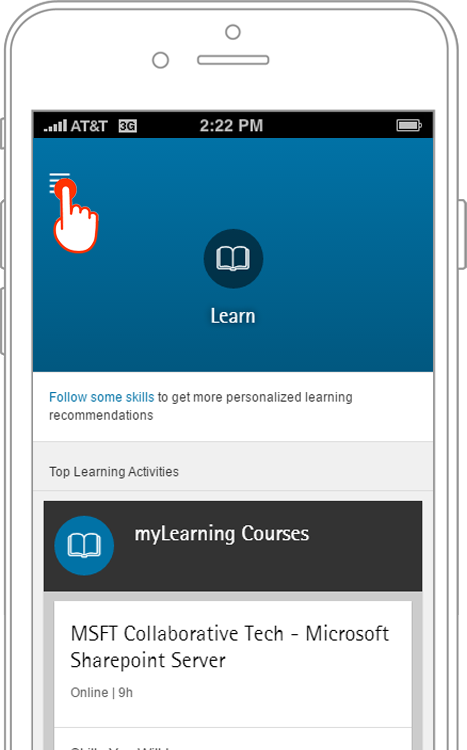 AT&T 3G 2:22 PM
Learn
Follow some skills to get more personalized learning
recommendations
Top Learning Activities
myLearning Courses
MSFT Collaborative Tech - Microsoft
Sharepoint Server
Online | 9h